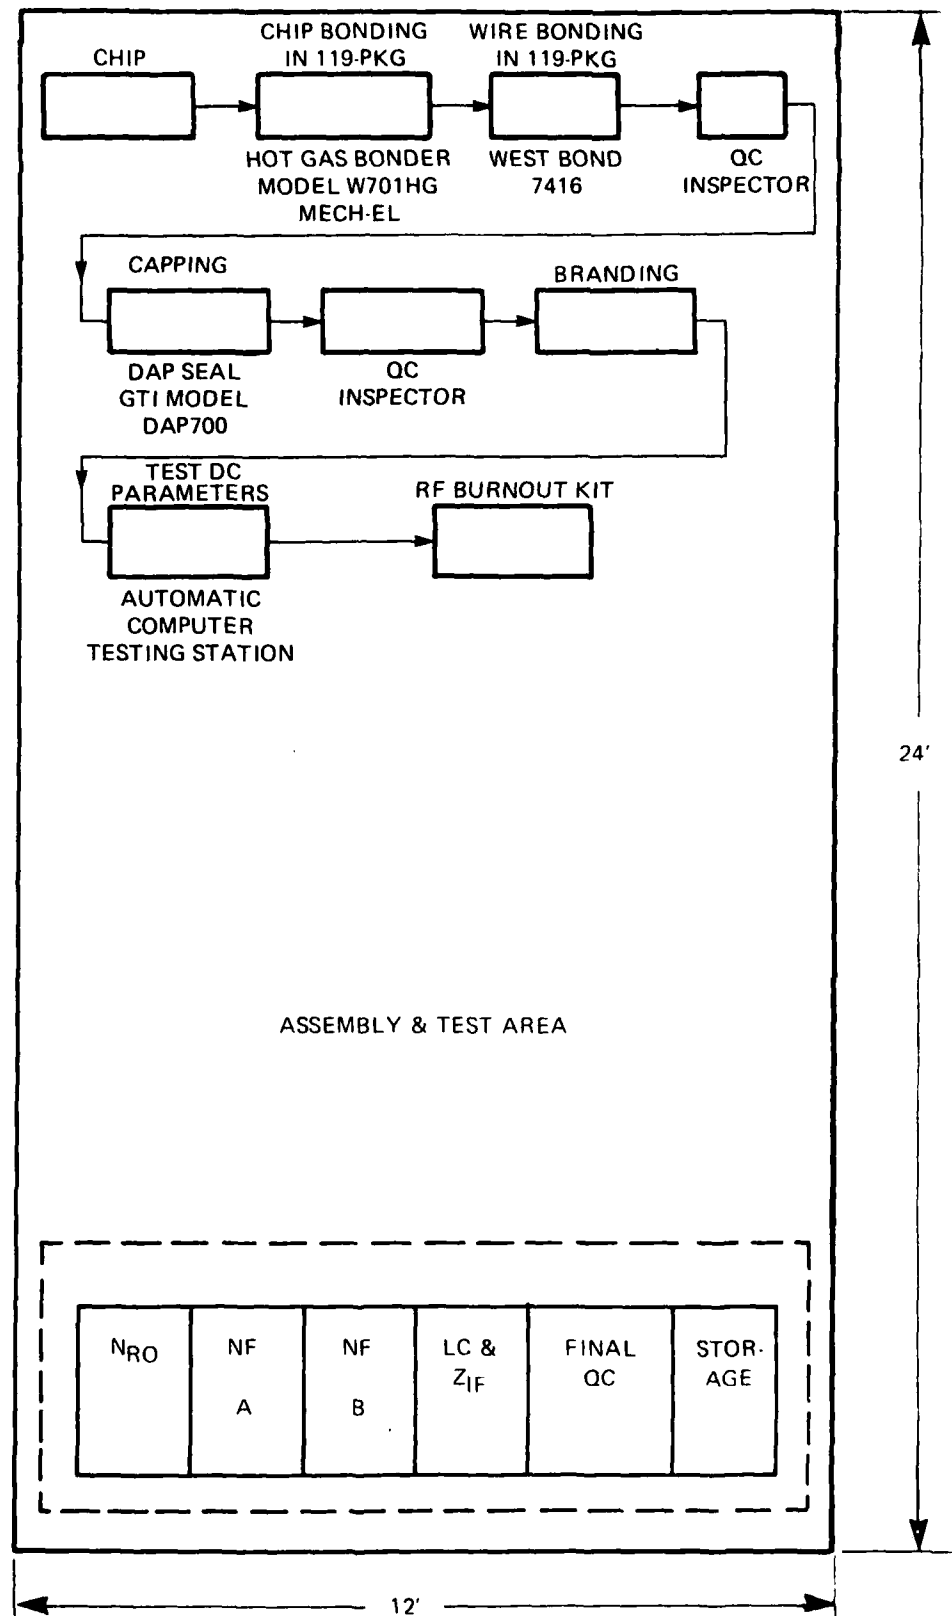 CHIP
CHIP BONDING
IN 119-PKG
WIRE BONDING
IN 119-PKG
HOT GAS BONDER
MODEL W701HG
MECH-EL
WEST BOND
7416
QC
INSPECTOR
CAPPING
BRANDING
DAP SEAL
GTI MODEL
DAP700
QC
INSPECTOR
TEST DC
PARAMETERS
RF BURNOUT KIT
AUTOMATIC
COMPUTER
TESTING STATION
24'
ASSEMBLY & TEST AREA
NRO
NF
A
NF
B
LC &
ZIF
FINAL
QC
STOR-
AGE
12'